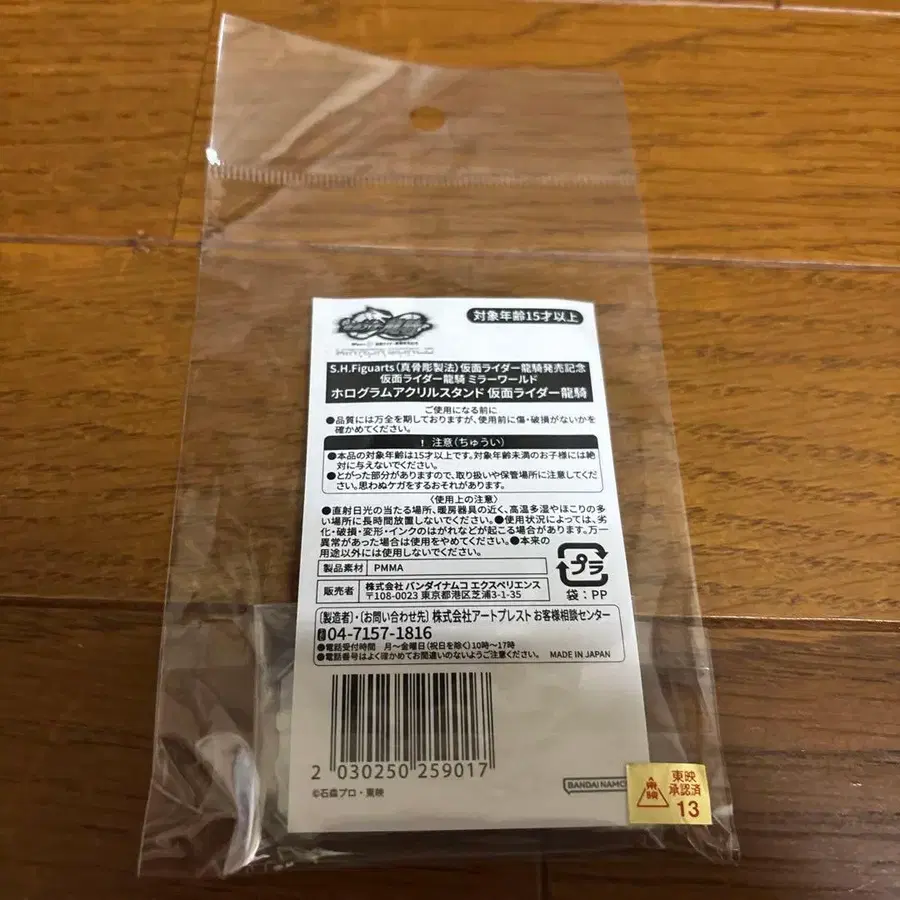 対象年齢15才以上
S.H.Figuarts（真骨彫製法）仮面ライダー龍騎発売記念
仮面ライダー龍騎 ミラーワールド
ホログラムアクリルスタンド 仮面ライダー龍騎
ご使用になる前に
●品質には万全を期しておりますが、使用前に傷・破損がないかを
確かめてください。
! 注意（ちゅうい）
●本品の対象年齢は15才以上です。対象年齢未満のお子様には絶
対に与えないでください。
●とがった部分がありますので、取り扱いや保管場所に注意してくだ
さい。思わぬケガをするおそれがあります。
〈使用上の注意〉
●直射日光の当たる場所、暖房器具の近く、高温多湿やほこりの多
い場所に長時間放置しないでください。●使用状況によっては、劣
化・破損・変形・インクのはがれなどが起こる場合があります。万一
異常があった場合は使用をやめてください。●本来の
用途以外には使用しないでください。
製品素材 PMMA
プラ
袋：PP
販売者 株式会社 バンダイナムコ エクスペリエンス
〒108-0023 東京都港区芝浦3-1-35
〔製造者〕・〔お問い合わせ先〕株式会社アートプレスト お客様相談センター
04-7157-1816
●電話受付時間 月〜金曜日（祝日を除く）10時〜17時
●電話番号はよく確かめてお間違いのないようご注意ください。 MADE IN JAPAN
2 030250 259017
©石森プロ・東映
BANDAI NAMC
東映
東映
承認済
13